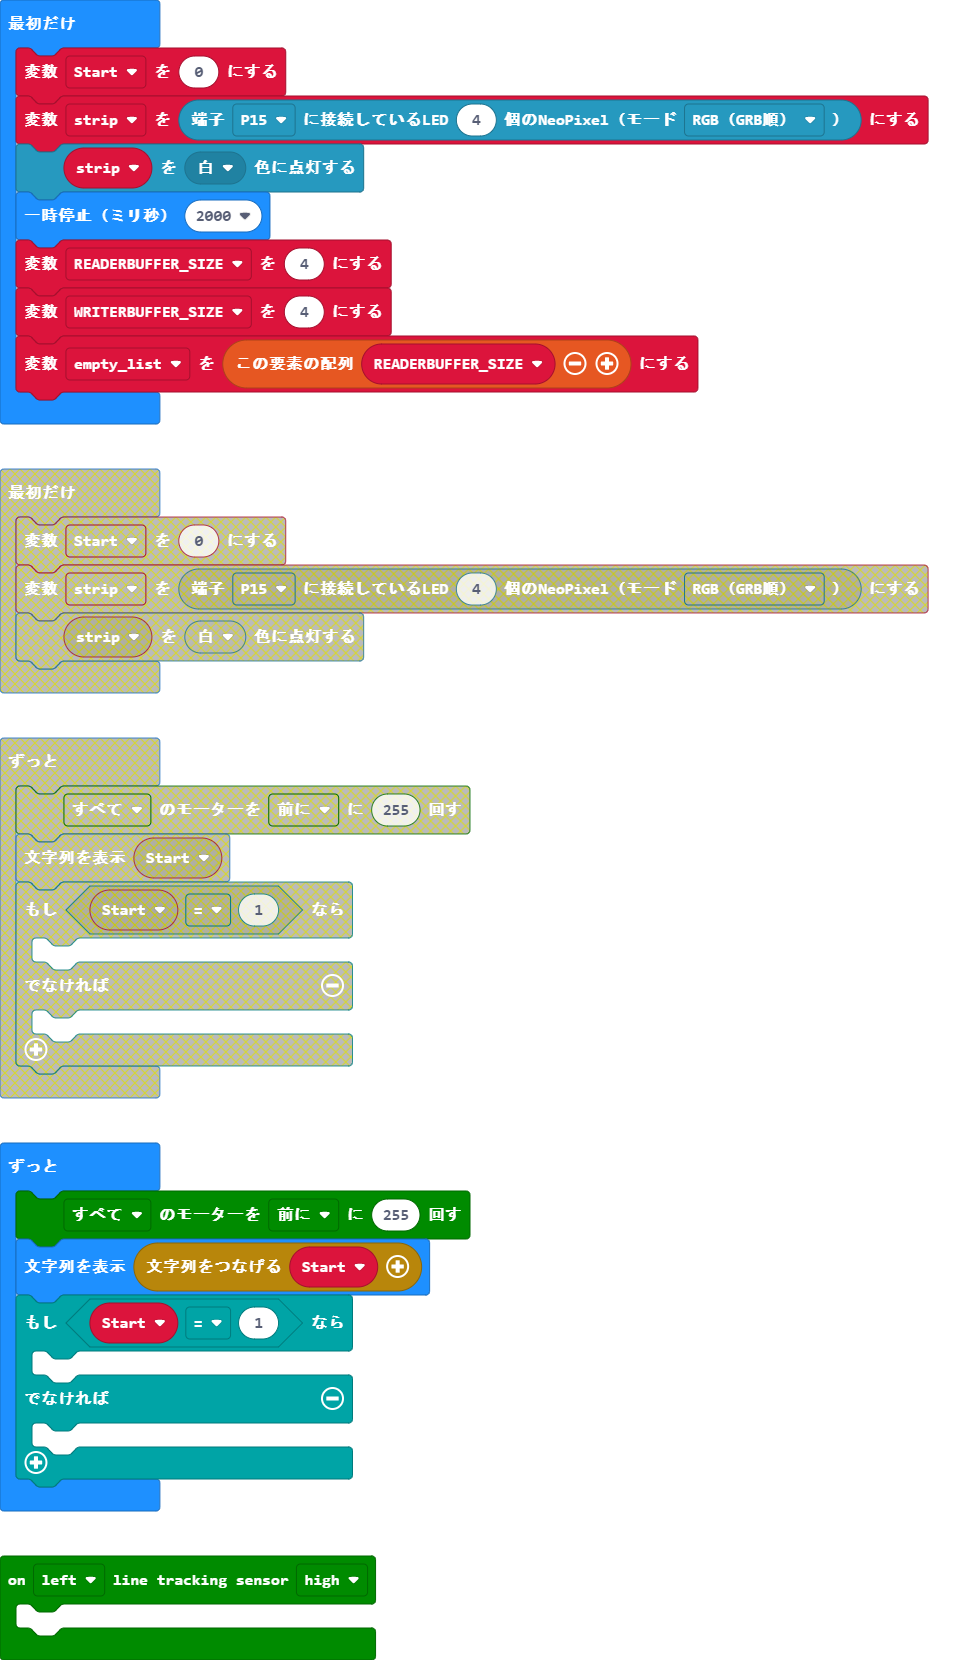 最初だけ
変数 Start を 0 にする
変数 strip を 端子 P15 に接続しているLED 4 個のNeoPixel (モード RGB (GRB順) ) にする
strip を 白 色に点灯する
一時停止 (ミリ秒) 2000
変数 READERBUFFER_SIZE を 4 にする
変数 WRITERBUFFER_SIZE を 4 にする
変数 empty_list を この要素の配列 READERBUFFER_SIZE にする
最初だけ
変数 Start を 0 にする
変数 strip を 端子 P15 に接続しているLED 4 個のNeoPixel (モード RGB (GRB順) ) にする
strip を 白 色に点灯する
ずっと
すべて のモーターを 前に に 255 回す
文字列を表示 Start
もし Start = 1 なら
でなければ
ずっと
すべて のモーターを 前に に 255 回す
文字列を表示 文字列をつなげる Start
もし Start = 1 なら
でなければ
on left line tracking sensor high